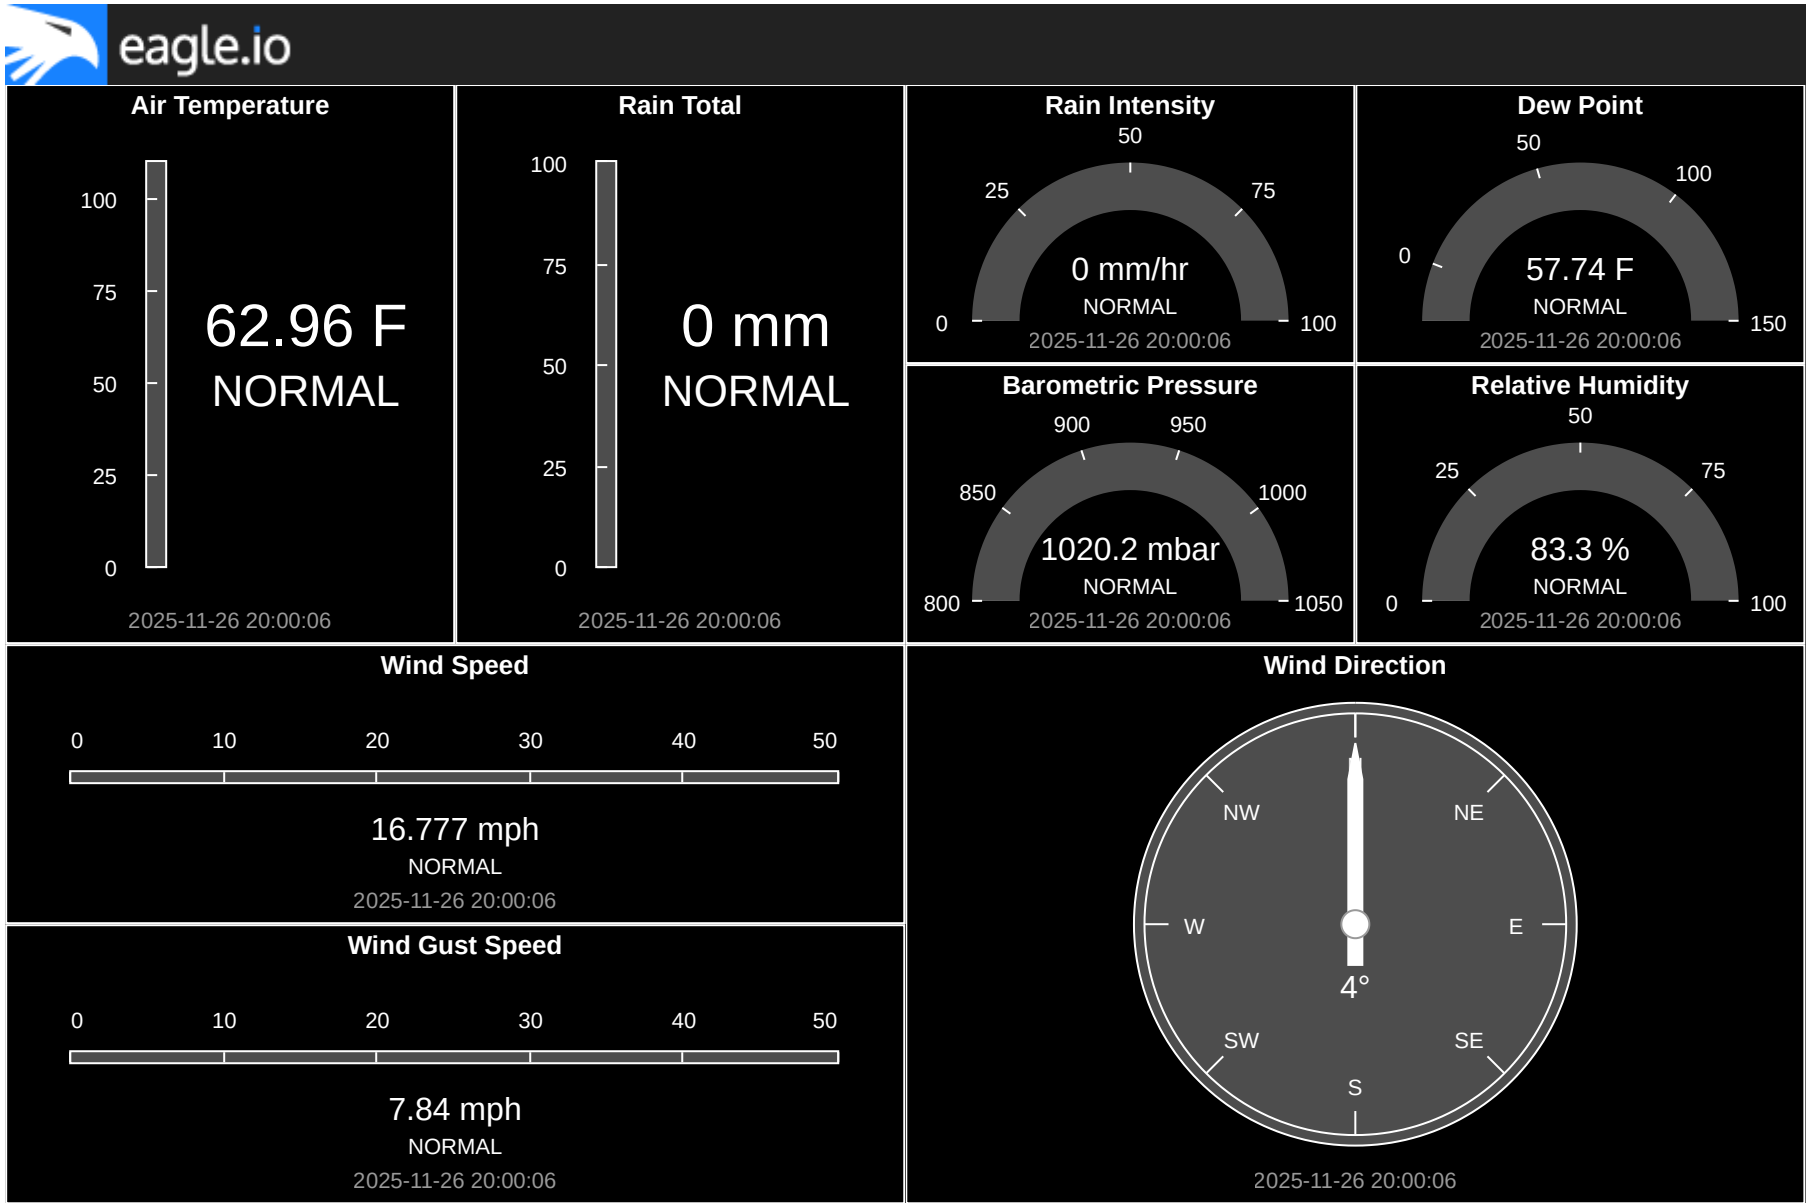 eagle.io
Air Temperature
100
75
50
25
0
62.96 F
NORMAL
2025-11-26 20:00:06
Rain Total
100
75
50
25
0
0 mm
NORMAL
2025-11-26 20:00:06
Rain Intensity
50
25
75
0
100
0 mm/hr
NORMAL
2025-11-26 20:00:06
Dew Point
50
100
0
150
57.74 F
NORMAL
2025-11-26 20:00:06
Barometric Pressure
900
950
850
1000
800
1050
1020.2 mbar
NORMAL
2025-11-26 20:00:06
Relative Humidity
50
25
75
0
100
83.3 %
NORMAL
2025-11-26 20:00:06
Wind Speed
0 10 20 30 40 50
16.777 mph
NORMAL
2025-11-26 20:00:06
Wind Gust Speed
0 10 20 30 40 50
7.84 mph
NORMAL
2025-11-26 20:00:06
Wind Direction
NW
NE
W
E
4°
SW
SE
S
2025-11-26 20:00:06